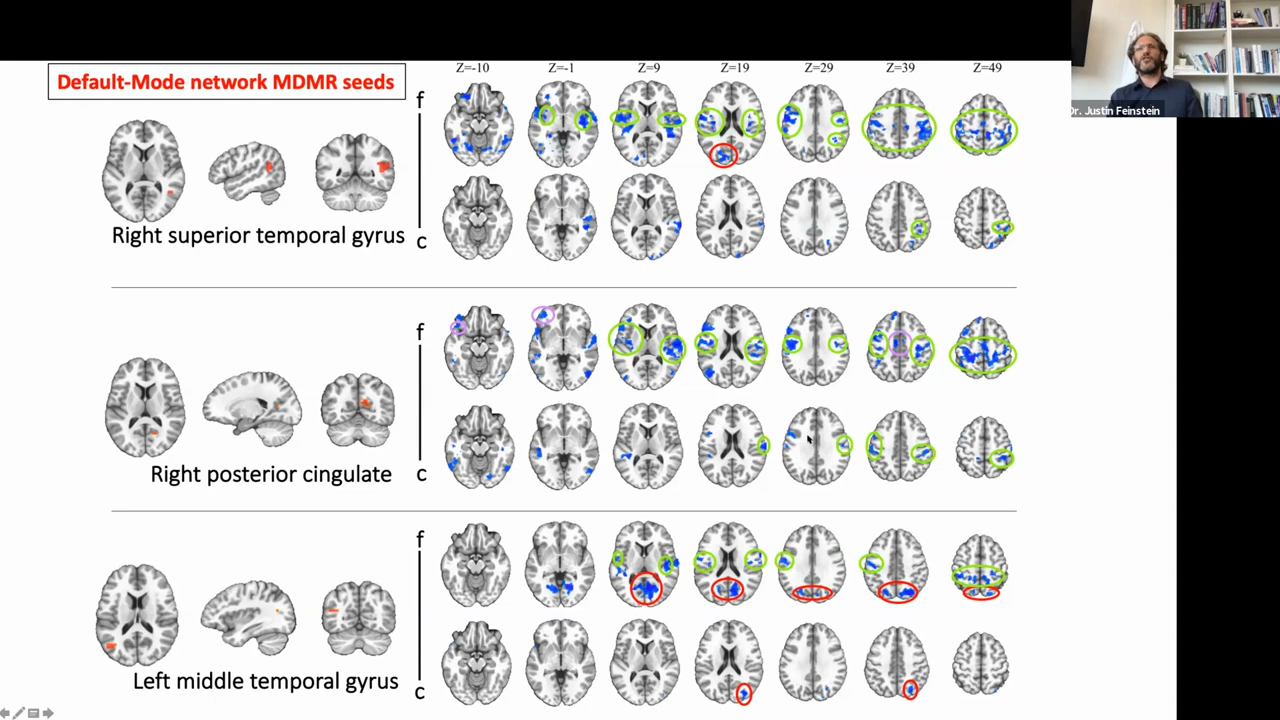 Default-Mode network MDMR seeds
Z=-10 Z=-1 Z=9 Z=19 Z=29 Z=39 Z=49
Dr. Justin Feinstein
f
Right superior temporal gyrus
c
f
Right posterior cingulate
c
f
Left middle temporal gyrus
c